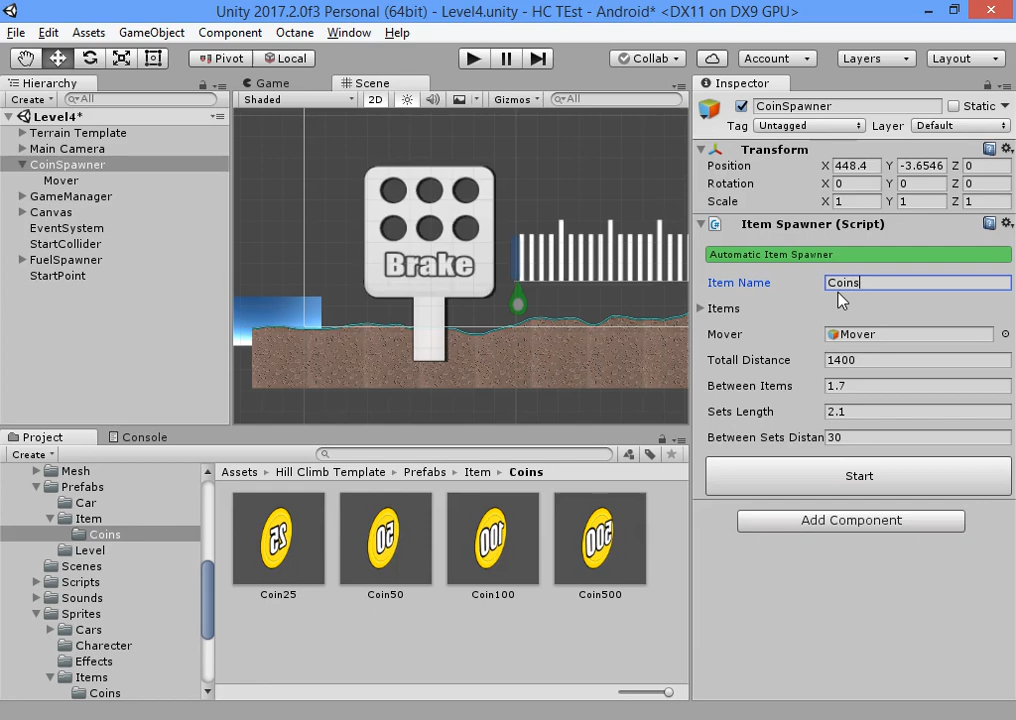 Unity 2017.2.0f3 Personal (64bit) - Level4.unity - HC TEst - Android* <DX11 on DX9 GPU>
File Edit Assets GameObject Component Octane Window Help
Pivot Local Collab Account Layers Layout
Hierarchy
Create All
Level4*
Terrain Template
Main Camera
CoinSpawner
Mover
GameManager
Canvas
EventSystem
StartCollider
FuelSpawner
StartPoint
Game Scene
Shaded 2D Gizmos All
Brake
Inspector
CoinSpawner Static
Tag Untagged Layer Default
Transform
Position X 448.4 Y -3.6546 Z 0
Rotation X 0 Y 0 Z 0
Scale X 1 Y 1 Z 1
Item Spawner (Script)
Automatic Item Spawner
Item Name Coins
Items
Mover Mover
Totall Distance 1400
Between Items 1.7
Sets Length 2.1
Between Sets Distan 30
Start
Add Component
Project Console
Create
Mesh
Prefabs
Car
Item
Coins
Level
Scenes
Scripts
Sounds
Sprites
Cars
Charecter
Effects
Items
Coins
Assets Hill Climb Template Prefabs Item Coins
25 50 100 500
Coin25 Coin50 Coin100 Coin500